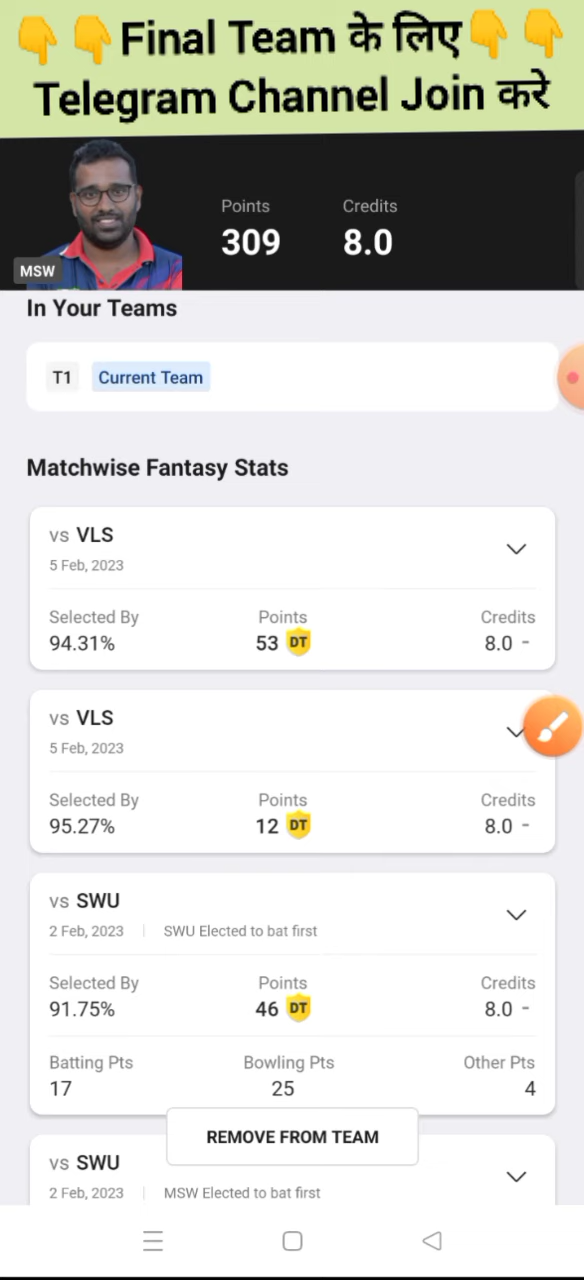 👇👇Final Team के लिए👇👇
Telegram Channel Join करे
Points Credits
309 8.0
MSW
In Your Teams
T1 Current Team
Matchwise Fantasy Stats
vs VLS
5 Feb, 2023
Selected By Points Credits
94.31% 53 DT 8.0 -
vs VLS
5 Feb, 2023
Selected By Points Credits
95.27% 12 DT 8.0 -
vs SWU
2 Feb, 2023 | SWU Elected to bat first
Selected By Points Credits
91.75% 46 DT 8.0 -
Batting Pts Bowling Pts Other Pts
17 25 4
REMOVE FROM TEAM
vs SWU
2 Feb, 2023 | MSW Elected to bat first